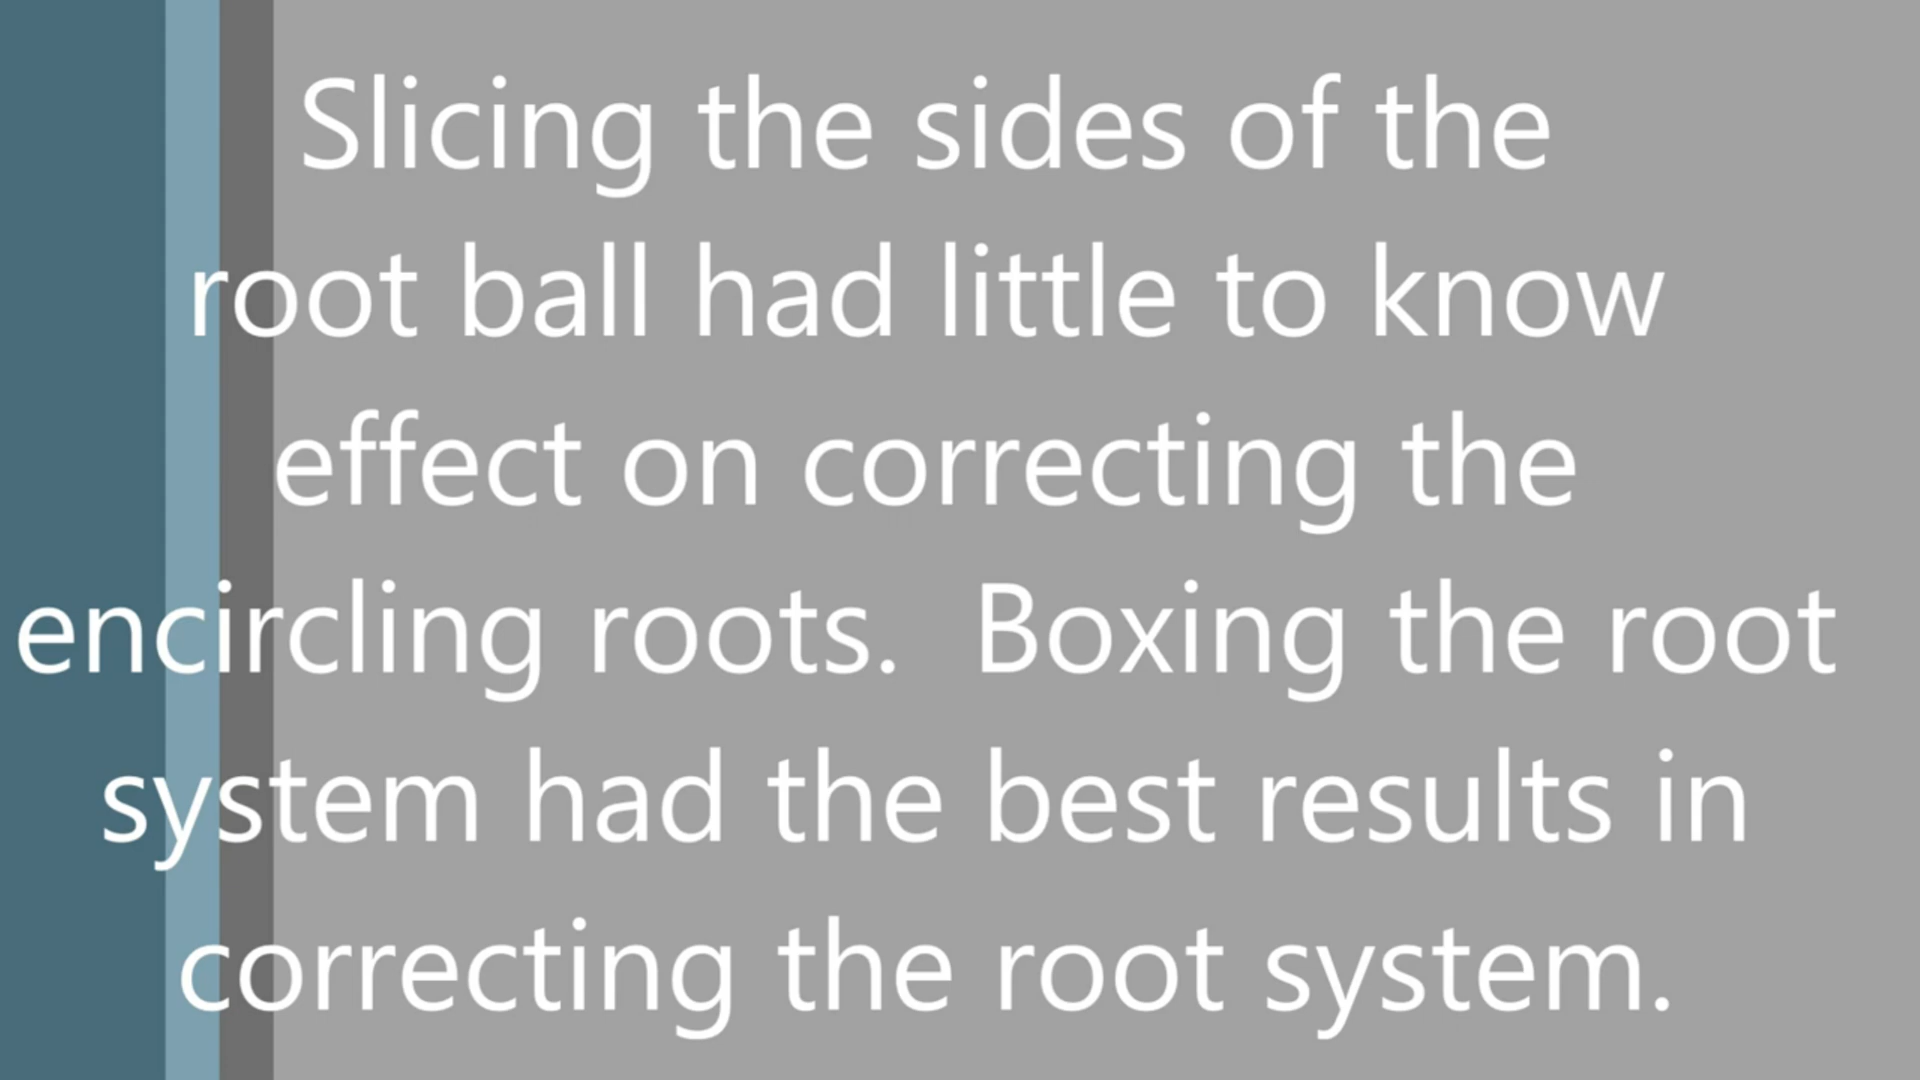 Slicing the sides of the
root ball had little to know
effect on correcting the
encircling roots.  Boxing the root
system had the best results in
correcting the root system.